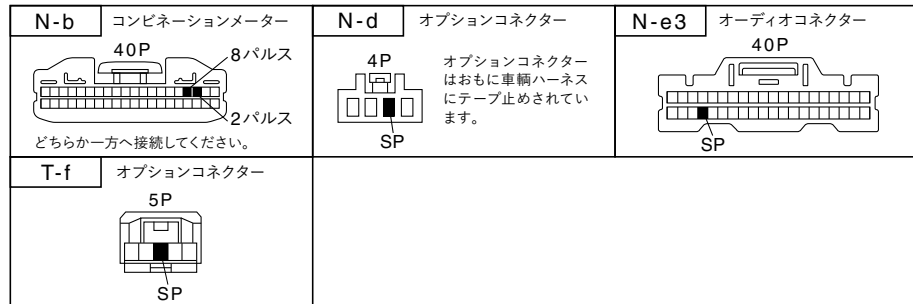 N-b コンビネーションメーター
40P
8パルス
2パルス
どちらか一方へ接続してください。
N-d オプションコネクター
4P
SP
オプションコネクター
はおもに車輌ハーネス
にテープ止めされてい
ます。
N-e3 オーディオコネクター
40P
SP
T-f オプションコネクター
5P
SP